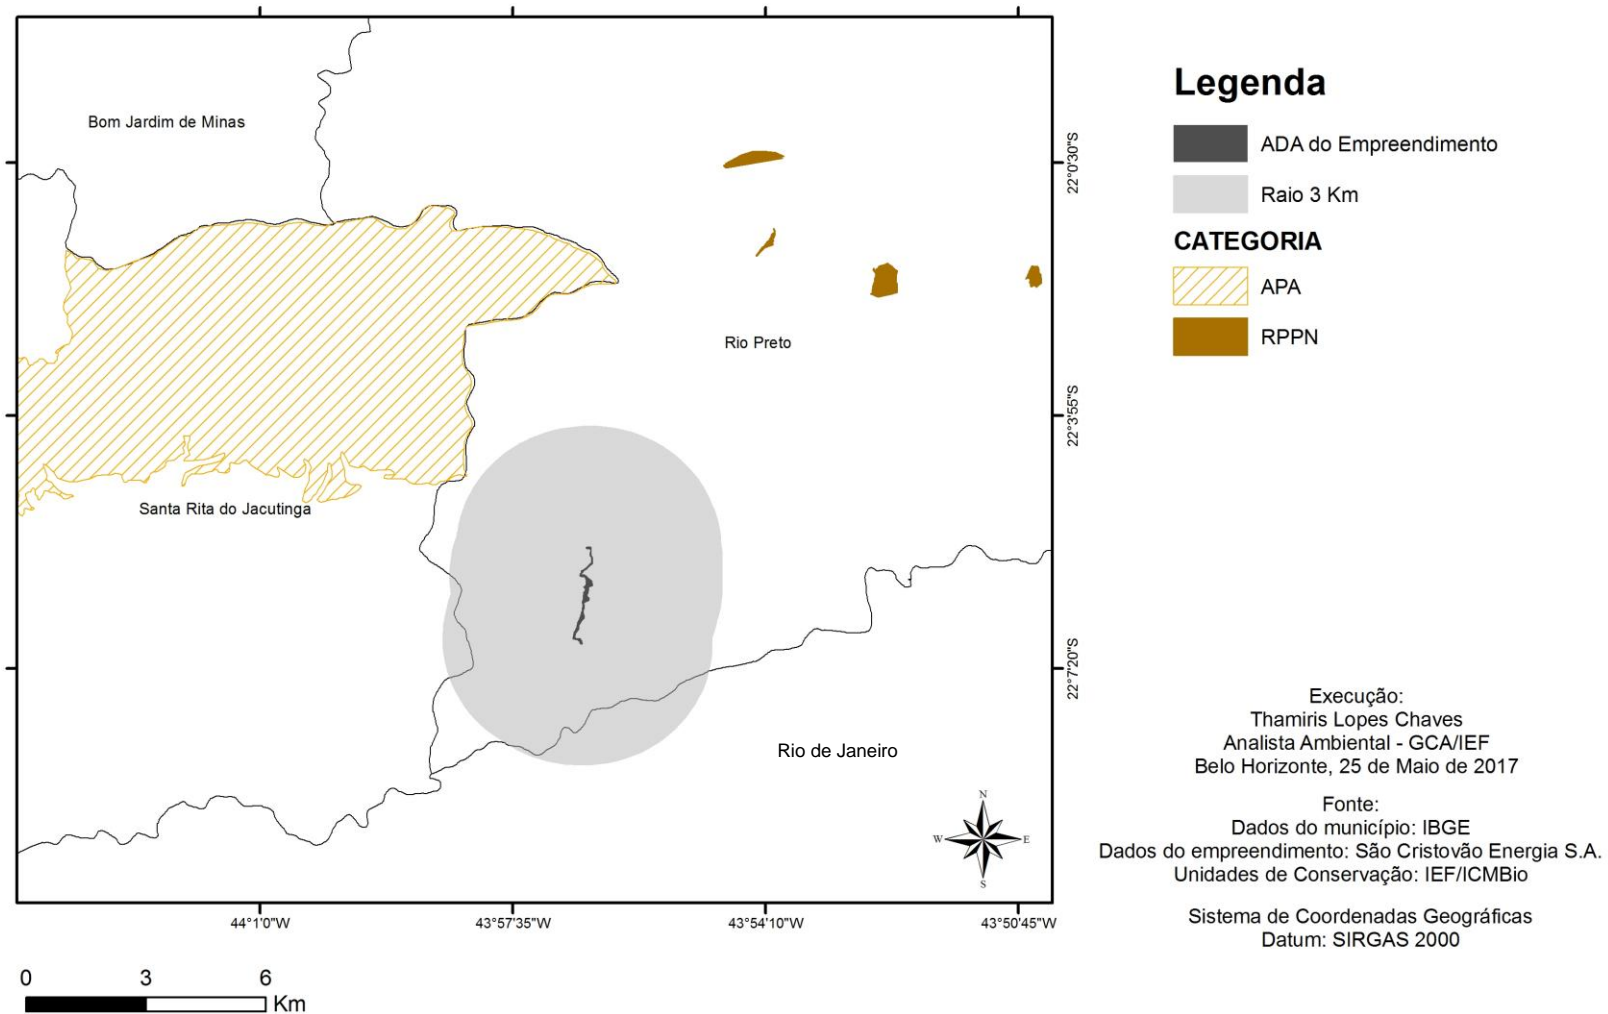 Bom Jardim de Minas
Rio Preto
Santa Rita do Jacutinga
Rio de Janeiro
22°0'30"S
22°3'55"S
22°7'20"S
44°1'0"W
43°57'35"W
43°54'10"W
43°50'45"W
N
W
E
S
0
3
6
Km
Legenda
ADA do Empreendimento
Raio 3 Km
CATEGORIA
APA
RPPN
Execução:
Thamiris Lopes Chaves
Analista Ambiental - GCA/IEF
Belo Horizonte, 25 de Maio de 2017
Fonte:
Dados do município: IBGE
Dados do empreendimento: São Cristovão Energia S.A.
Unidades de Conservação: IEF/ICMBio
Sistema de Coordenadas Geográficas
Datum: SIRGAS 2000